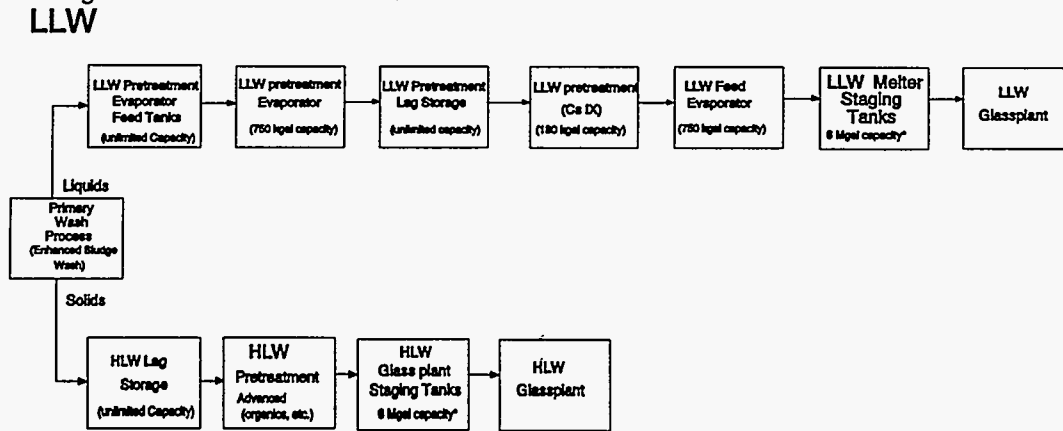 LLW
LLW Pretreatment
Evaporator
Feed Tanks
(unlimited Capacity)
LLW pretreatment
Evaporator
(750 kgal capacity)
LLW Pretreatment
Lag Storage
(unlimited capacity)
LLW pretreatment
(Cs IX)
(180 kgal capacity)
LLW Feed
Evaporator
(750 kgal capacity)
LLW Melter
Staging
Tanks
6 Mgal capacity*
LLW
Glassplant
Liquids
Primary
Wash
Process
(Enhanced Sludge
Wash)
Solids
HLW Lag
Storage
(unlimited Capacity)
HLW
Pretreatment
Advanced
(organics, etc.)
HLW
Glass plant
Staging Tanks
6 Mgal capacity*
HLW
Glassplant